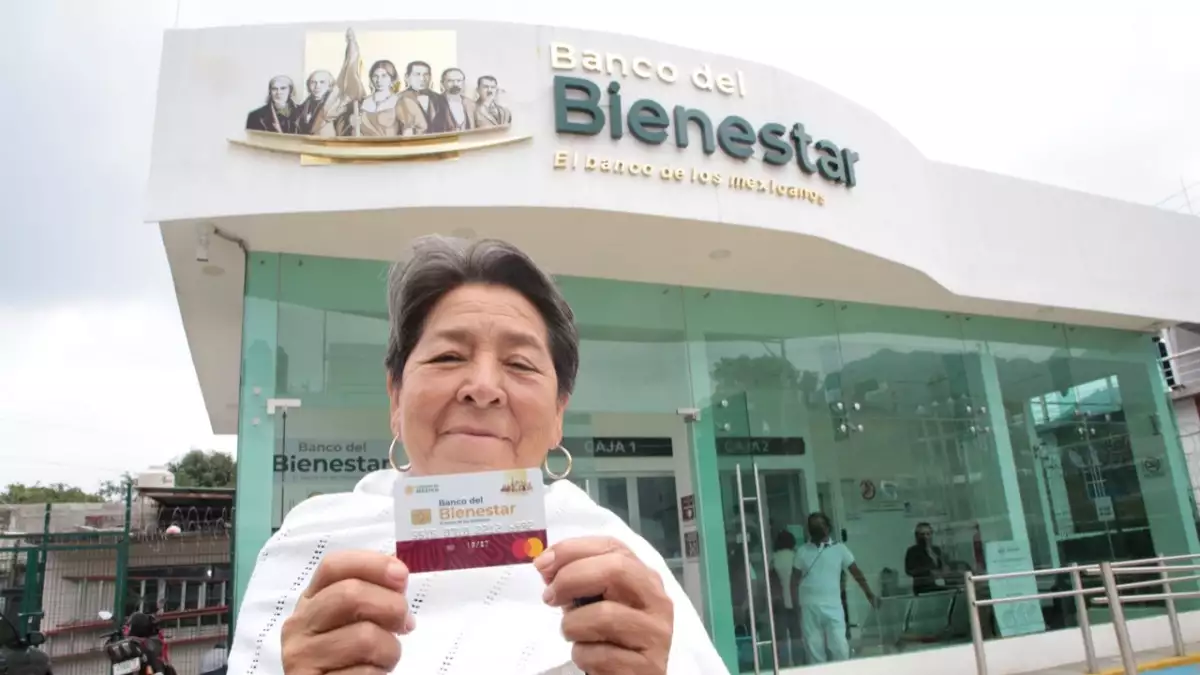 Banco del
Bienestar
El banco de los mexicanos
CAJA 1
CAJA 2
Banco del
Bienestar
Banco del
Bienestar